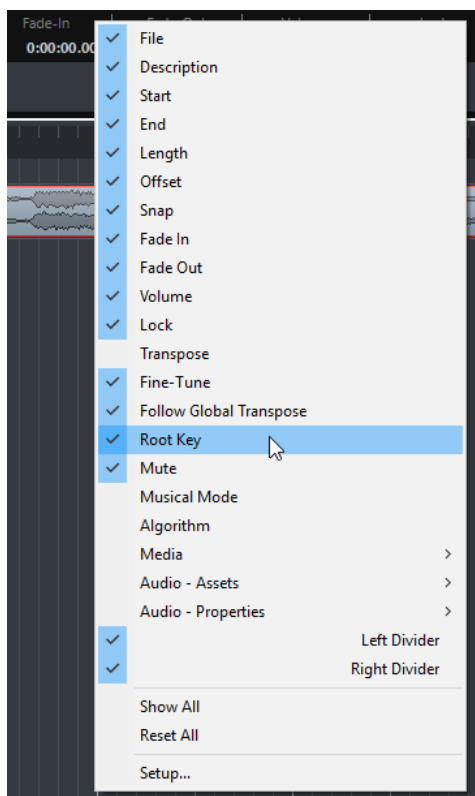 Fade-In
0:00:00.00
File
Description
Start
End
Length
Offset
Snap
Fade In
Fade Out
Volume
Lock
Transpose
Fine-Tune
Follow Global Transpose
Root Key
Mute
Musical Mode
Algorithm
Media
Audio - Assets
Audio - Properties
Left Divider
Right Divider
Show All
Reset All
Setup...